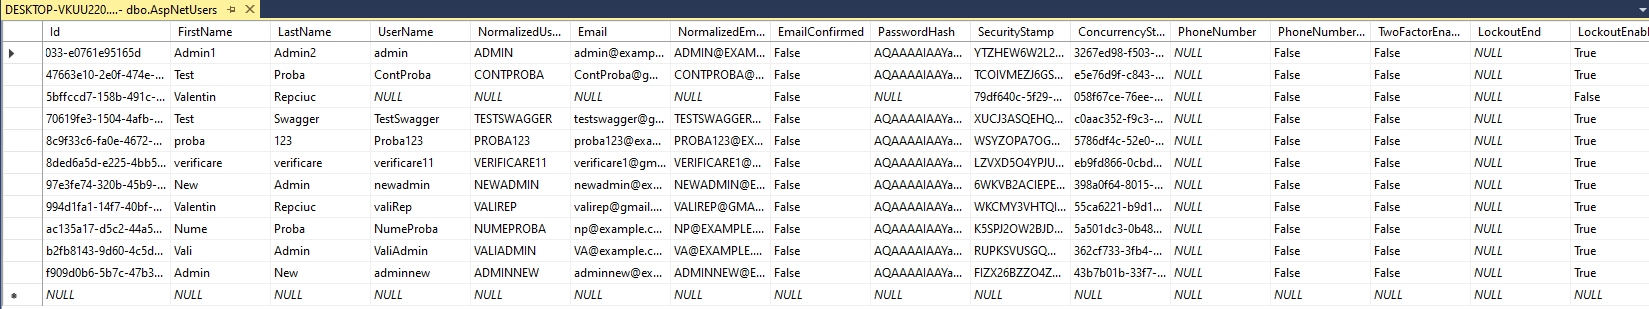 DESKTOP-VKUU220....- dbo.AspNetUsers
Id FirstName LastName UserName NormalizedUs... Email NormalizedEm... EmailConfirmed PasswordHash SecurityStamp ConcurrencySt... PhoneNumber PhoneNumber... TwoFactorEna... LockoutEnd LockoutEnabl
033-e0761e95165d Admin1 Admin2 admin ADMIN admin@examp... ADMIN@EXAM... False AQAAAAIAAYa... YTZHEW6W2L2... 3267ed98-f503-... NULL False False NULL True
47663e10-2e0f-474e-... Test Proba ContProba CONTPROBA ContProba@g... CONTPROBA@... False AQAAAAIAAYa... TCOIVMEZJ6GS... e5e76d9f-c843-... NULL False False NULL True
5bffccd7-158b-491c-... Valentin Repciuc NULL NULL NULL NULL False NULL 79df640c-5f29-... 058f67ce-76ee-... NULL False False NULL False
70619fe3-1504-4afb-... Test Swagger TestSwagger TESTSWAGGER testswagger@g... TESTSWAGGER... False AQAAAAIAAYa... XUCJ3ASQEHQ... c0aac352-f9c3-... NULL False False NULL True
8c9f33c6-fa0e-4672-... proba 123 Proba123 PROBA123 proba123@exa... PROBA123@EX... False AQAAAAIAAYa... WSYZOPA7OG... 5786df4c-52e0-... NULL False False NULL True
8ded6a5d-e225-4bb5... verificare verificare verificare11 VERIFICARE11 verificare1@gm... VERIFICARE1@... False AQAAAAIAAYa... LZVXD5O4YPJU... eb9fd866-0cbd... NULL False False NULL True
97e3fe74-320b-45b9-... New Admin newadmin NEWADMIN newadmin@ex... NEWADMIN@E... False AQAAAAIAAYa... 6WKVB2ACIEPE... 398a0f64-8015-... NULL False False NULL True
994d1fa1-14f7-40bf-... Valentin Repciuc valiRep VALIREP valirep@gmail.... VALIREP@GMA... False AQAAAAIAAYa... WKCMY3VHTQI... 55ca6221-b9d1... NULL False False NULL True
ac135a17-d5c2-44a5... Nume Proba NumeProba NUMEPROBA np@example.c... NP@EXAMPLE.... False AQAAAAIAAYa... K5SPJ2OW2BJD... 5a501dc3-0b48... NULL False False NULL True
b2fb8143-9d60-4c5d... Vali Admin ValiAdmin VALIADMIN VA@example.c... VA@EXAMPLE.... False AQAAAAIAAYa... RUPKSVUSGQ... 362cf733-3fb4-... NULL False False NULL True
f909d0b6-5b7c-47b3... Admin New adminnew ADMINNEW adminnew@ex... ADMINNEW@E... False AQAAAAIAAYa... FIZX26BZZO4Z... 43b7b01b-33f7-... NULL False False NULL True
NULL NULL NULL NULL NULL NULL NULL NULL NULL NULL NULL NULL NULL NULL NULL NULL